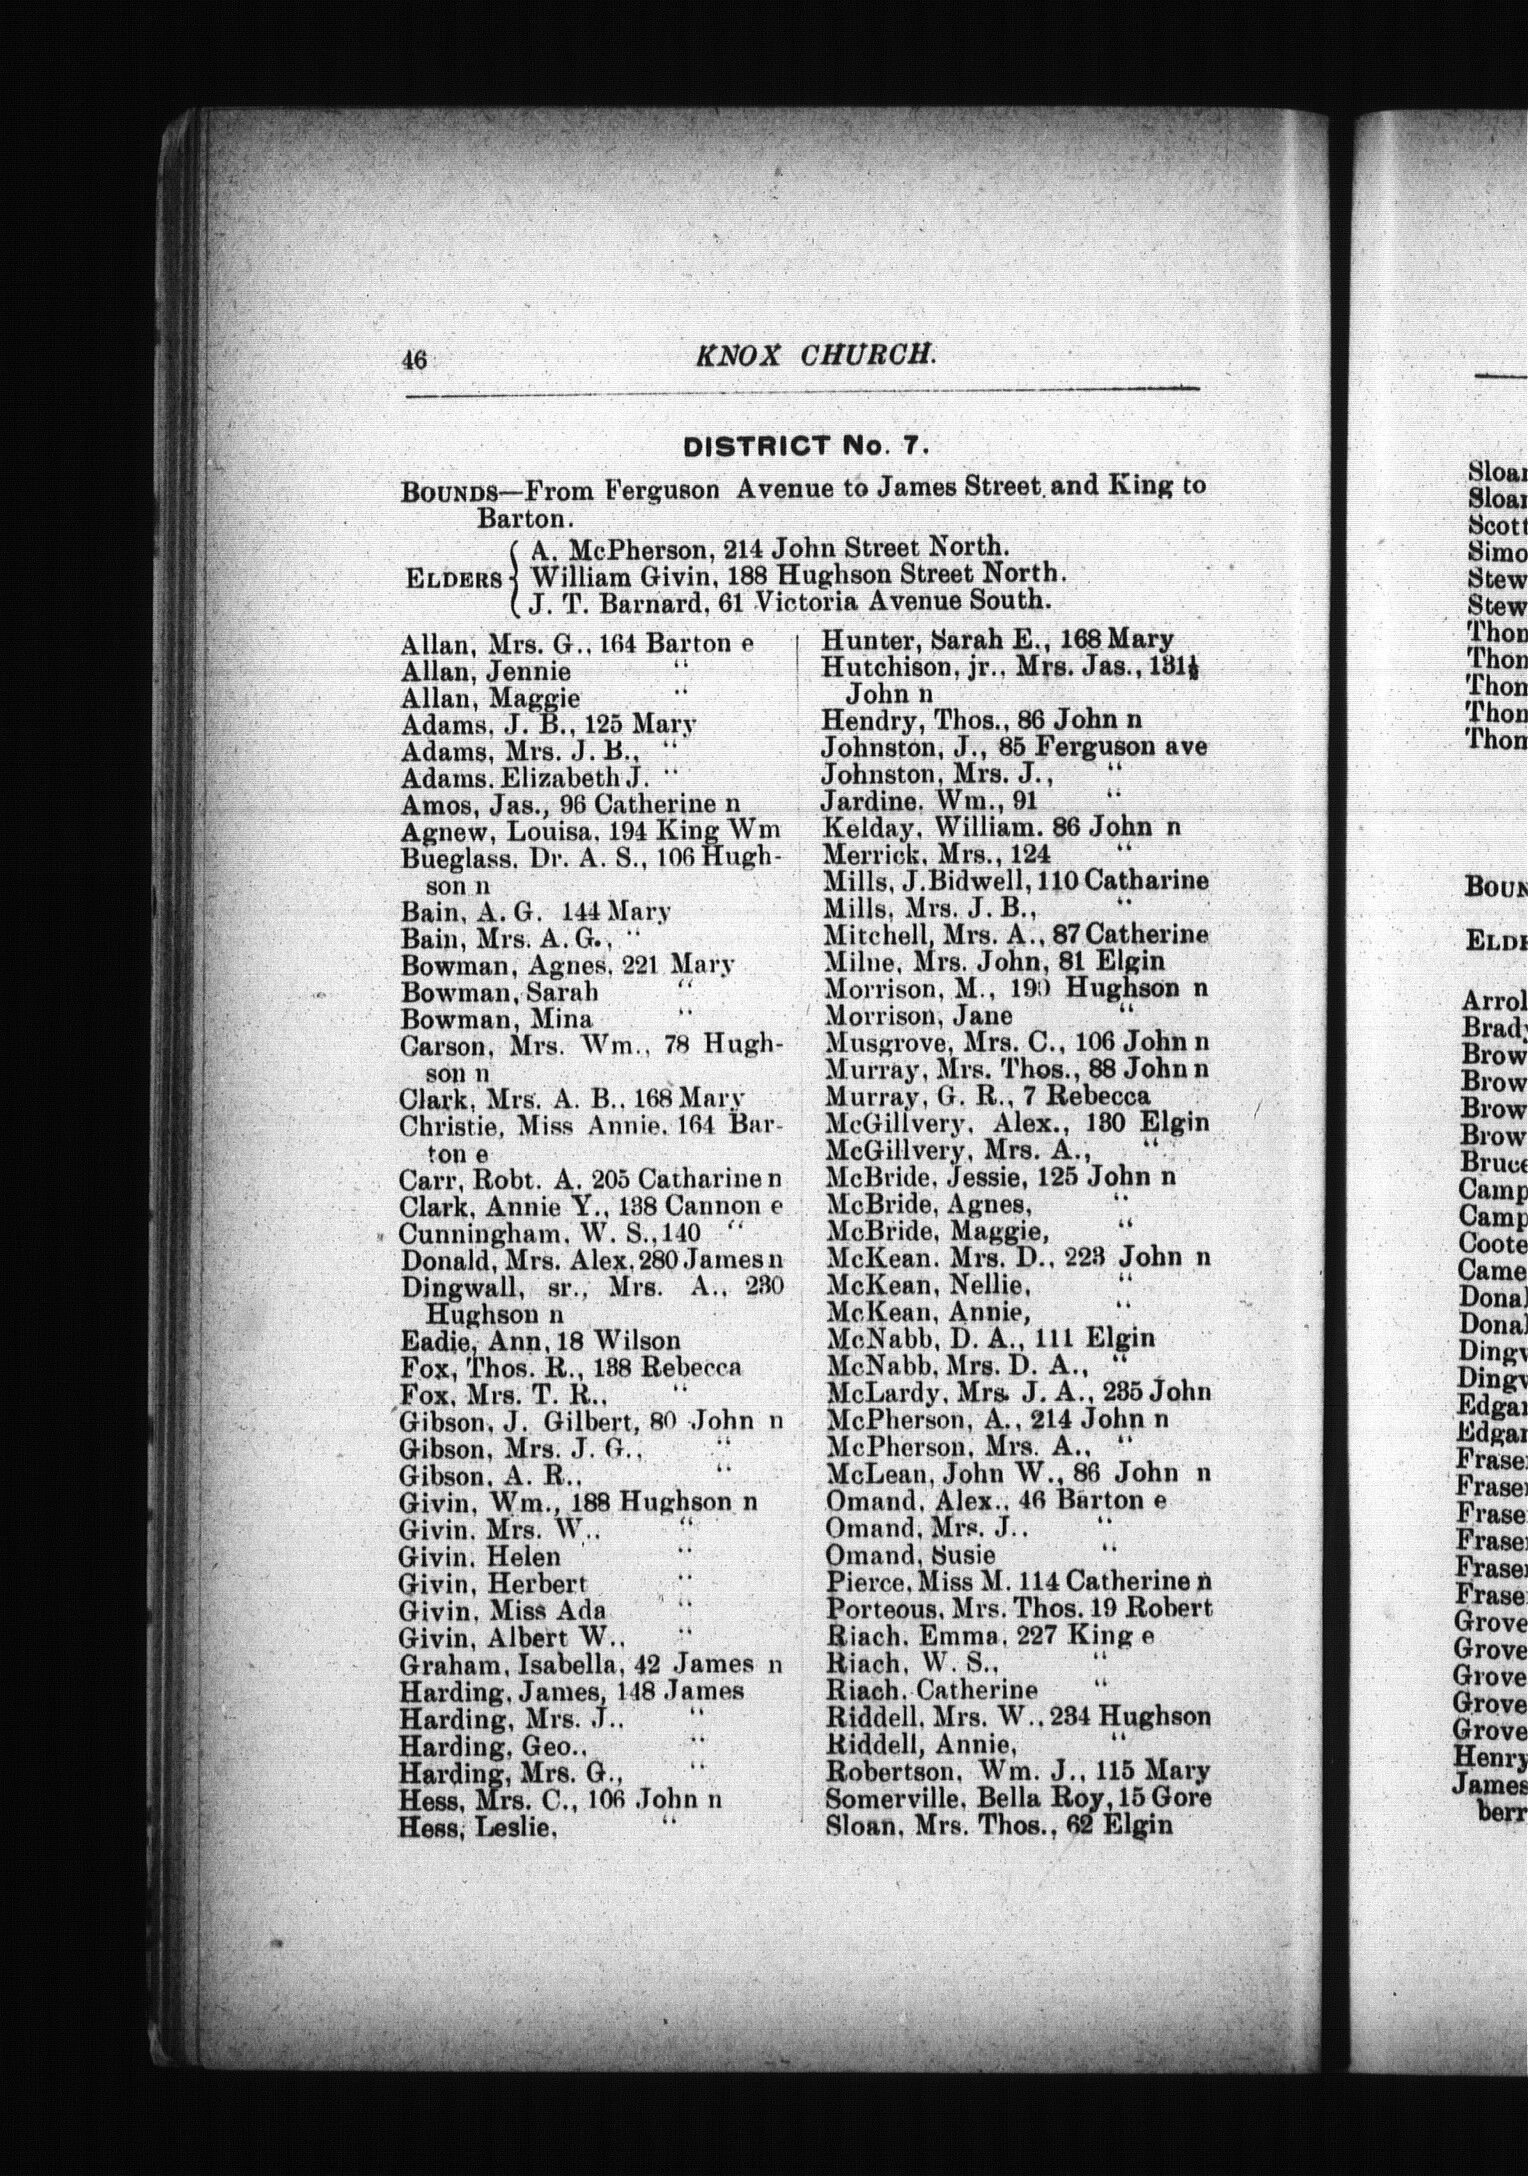 46
KNOX CHURCH.
DISTRICT No. 7.
BOUNDS—From Ferguson Avenue to James Street and King to
Barton.
ELDERS
A. McPherson, 214 John Street North.
William Givin, 188 Hughson Street North.
J. T. Barnard, 61 Victoria Avenue South.
Allan, Mrs. G., 164 Barton e
Allan, Jennie “
Allan, Maggie “
Adams, J. B., 125 Mary
Adams, Mrs. J. B., “
Adams, Elizabeth J. “
Amos, Jas., 96 Catherine n
Agnew, Louisa, 194 King Wm
Bueglass, Dr. A. S., 106 Hugh-
son n
Bain, A. G. 144 Mary
Bain, Mrs. A. G., “
Bowman, Agnes, 221 Mary
Bowman, Sarah “
Bowman, Mina “
Carson, Mrs. Wm., 78 Hugh-
son n
Clark, Mrs. A. B., 168 Mary
Christie, Miss Annie, 164 Bar-
ton e
Carr, Robt. A. 205 Catharine n
Clark, Annie Y., 138 Cannon e
Cunningham, W. S., 140 “
Donald, Mrs. Alex, 280 James n
Dingwall, sr., Mrs. A., 230
Hughson n
Eadie, Ann, 18 Wilson
Fox, Thos. R., 138 Rebecca
Fox, Mrs. T. R., “
Gibson, J. Gilbert, 80 John n
Gibson, Mrs. J. G., “
Gibson, A. R., “
Givin, Wm., 188 Hughson n
Givin, Mrs. W., “
Givin, Helen “
Givin, Herbert “
Givin, Miss Ada “
Givin, Albert W., “
Graham, Isabella, 42 James n
Harding, James, 148 James
Harding, Mrs. J., “
Harding, Geo., “
Harding, Mrs. G., “
Hess, Mrs. C., 106 John n
Hess, Leslie, “
Hunter, Sarah E., 168 Mary
Hutchison, jr., Mrs. Jas., 131½
John n
Hendry, Thos., 86 John n
Johnston, J., 85 Ferguson ave
Johnston, Mrs. J., “
Jardine, Wm., 91 “
Kelday, William. 86 John n
Merrick, Mrs., 124 “
Mills, J. Bidwell, 110 Catharine
Mills, Mrs. J. B., “
Mitchell, Mrs. A., 87 Catherine
Milne, Mrs. John, 81 Elgin
Morrison, M., 190 Hughson n
Morrison, Jane “
Musgrove, Mrs. C., 106 John n
Murray, Mrs. Thos., 88 John n
Murray, G. R., 7 Rebecca
McGillvery, Alex., 130 Elgin
McGillvery, Mrs. A., “
McBride, Jessie, 125 John n
McBride, Agnes, “
McBride, Maggie, “
McKean, Mrs. D., 223 John n
McKean, Nellie, “
McKean, Annie, “
McNabb, D. A., 111 Elgin
McNabb, Mrs. D. A., “
McLardy, Mrs. J. A., 235 John
McPherson, A., 214 John n
McPherson, Mrs. A., “
McLean, John W., 86 John n
Omand, Alex., 46 Barton e
Omand, Mrs. J., “
Omand, Susie “
Pierce, Miss M. 114 Catherine n
Porteous, Mrs. Thos. 19 Robert
Riach, Emma, 227 King e
Riach, W. S., “
Riach, Catherine “
Riddell, Mrs. W., 234 Hughson
Riddell, Annie, “
Robertson, Wm. J., 115 Mary
Somerville, Bella Roy, 15 Gore
Sloan, Mrs. Thos., 62 Elgin